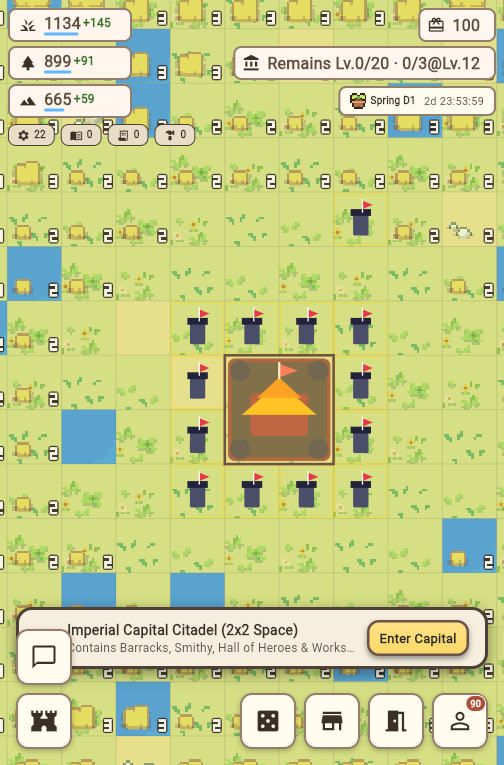 1134 +145
100
899 +91
Remains Lv.0/20 · 0/3@Lv.12
665 +59
Spring D1 2d 23:53:59
22 0 0 0
Imperial Capital Citadel (2x2 Space)
Contains Barracks, Smithy, Hall of Heroes & Works…
Enter Capital
90